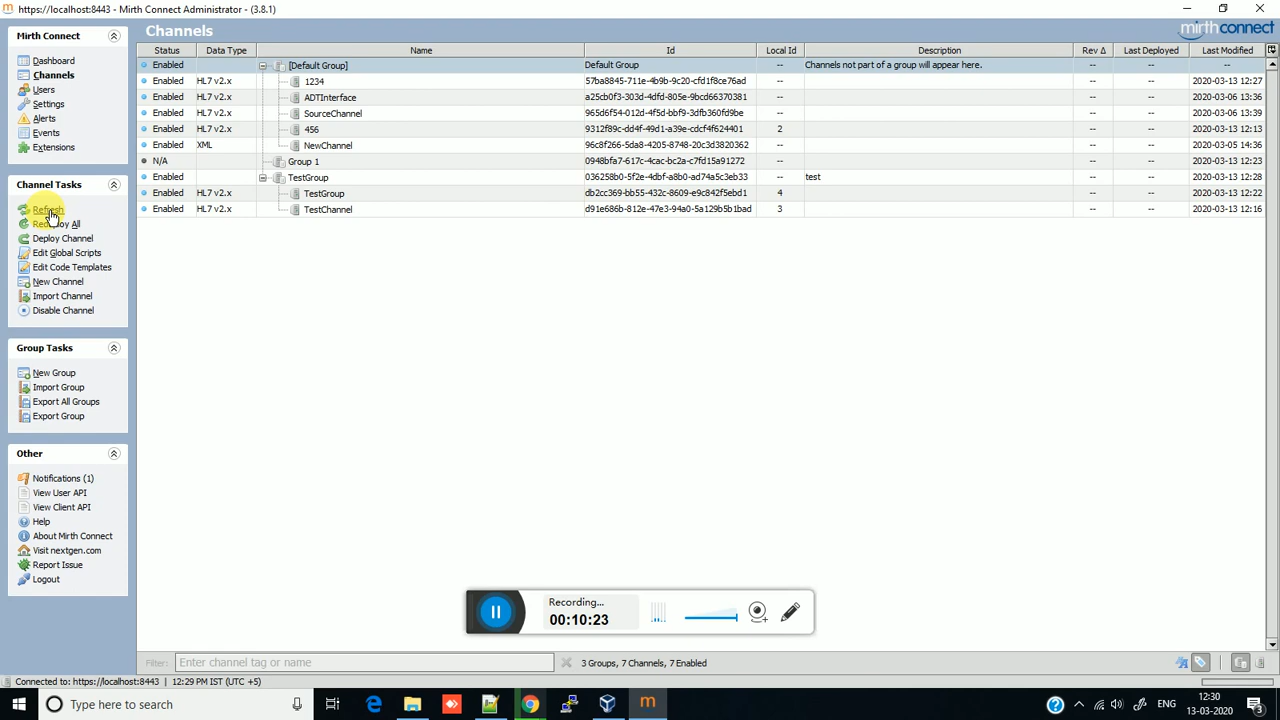 https://localhost:8443 - Mirth Connect Administrator - (3.8.1)
Mirth Connect
Dashboard
Channels
Users
Settings
Alerts
Events
Extensions
Channel Tasks
Refresh
Redeploy All
Deploy Channel
Edit Global Scripts
Edit Code Templates
New Channel
Import Channel
Disable Channel
Group Tasks
New Group
Import Group
Export All Groups
Export Group
Other
Notifications (1)
View User API
View Client API
Help
About Mirth Connect
Visit nextgen.com
Report Issue
Logout
Channels
mirthconnect
Status Data Type Name Id Local Id Description Rev Δ Last Deployed Last Modified
Enabled [Default Group] Default Group -- Channels not part of a group will appear here. -- -- --
Enabled HL7 v2.x 1234 57ba8845-711e-4b9b-9c20-cfd1f8ce76ad -- -- -- 2020-03-13 12:27
Enabled HL7 v2.x ADTInterface a25cb0f3-303d-4dfd-805e-9bcd66370381 -- -- -- 2020-03-06 13:36
Enabled HL7 v2.x SourceChannel 965d6f54-012d-4f5d-bbf9-3dfb360fd9be -- -- -- 2020-03-06 13:39
Enabled HL7 v2.x 456 9312f89c-dd4f-49d1-a39e-cdcf4f624401 2 -- -- 2020-03-13 12:13
Enabled XML NewChannel 96c8f266-5da8-4205-8748-20c3d3820362 -- -- -- 2020-03-05 14:36
N/A Group 1 0948bfa7-617c-4cac-bc2a-c7fd15a91272 -- -- -- 2020-03-13 12:23
Enabled TestGroup 036258b0-5f2e-4dbf-a8b0-ad74a5c3eb33 -- test -- -- 2020-03-13 12:28
Enabled HL7 v2.x TestGroup db2cc369-bb55-432c-8609-e9c842f5ebd1 4 -- -- 2020-03-13 12:22
Enabled HL7 v2.x TestChannel d91e686b-812e-47e3-94a0-5a129b5b1bad 3 -- -- 2020-03-13 12:16
Recording...
00:10:23
Filter: Enter channel tag or name 3 Groups, 7 Channels, 7 Enabled
Connected to: https://localhost:8443 | 12:29 PM IST (UTC +5)
Type here to search
m
ENG
12:30
13-03-2020
3